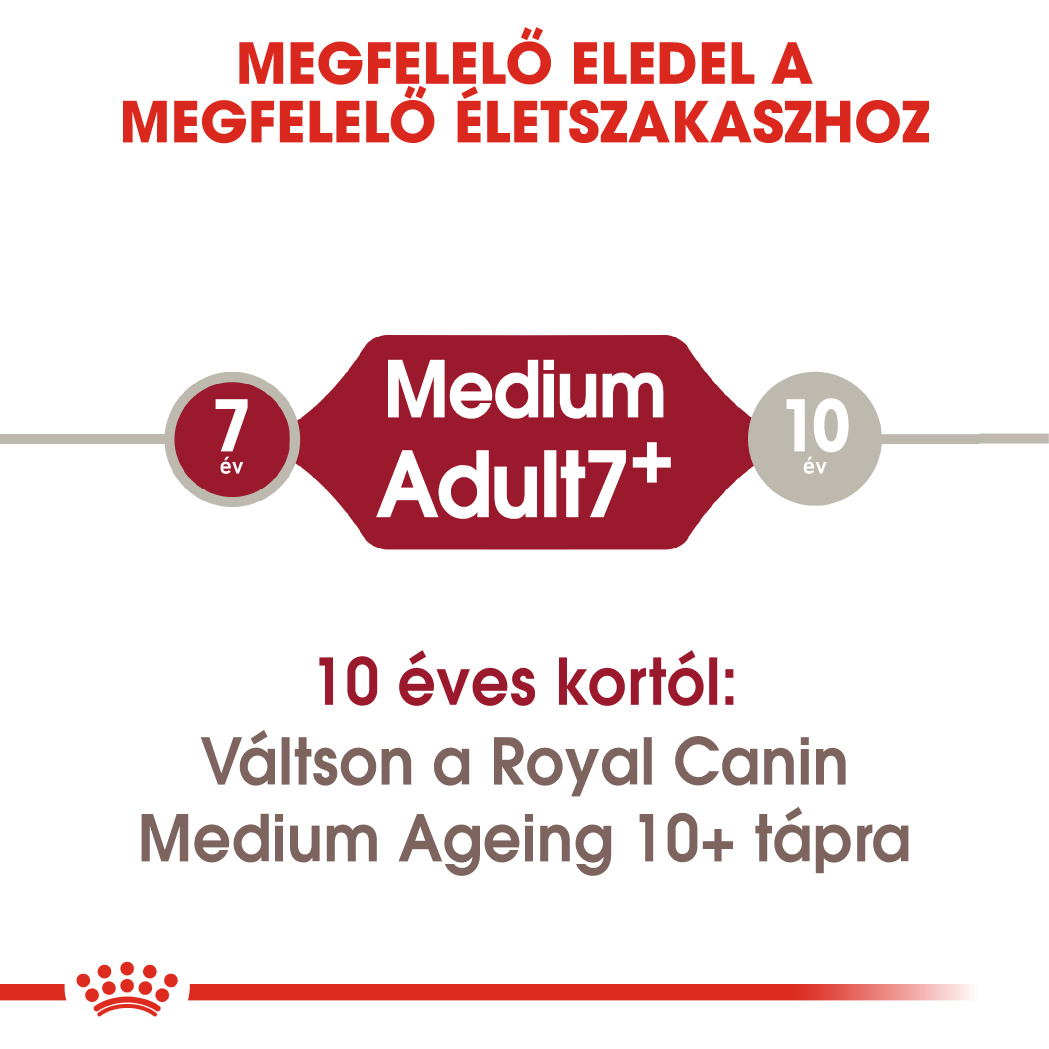 MEGFELELŐ ELEDEL A
MEGFELELŐ ÉLETSZAKASZHOZ
7
év
Medium
Adult7+
10
év
10 éves kortól:
Váltson a Royal Canin
Medium Ageing 10+ tápra